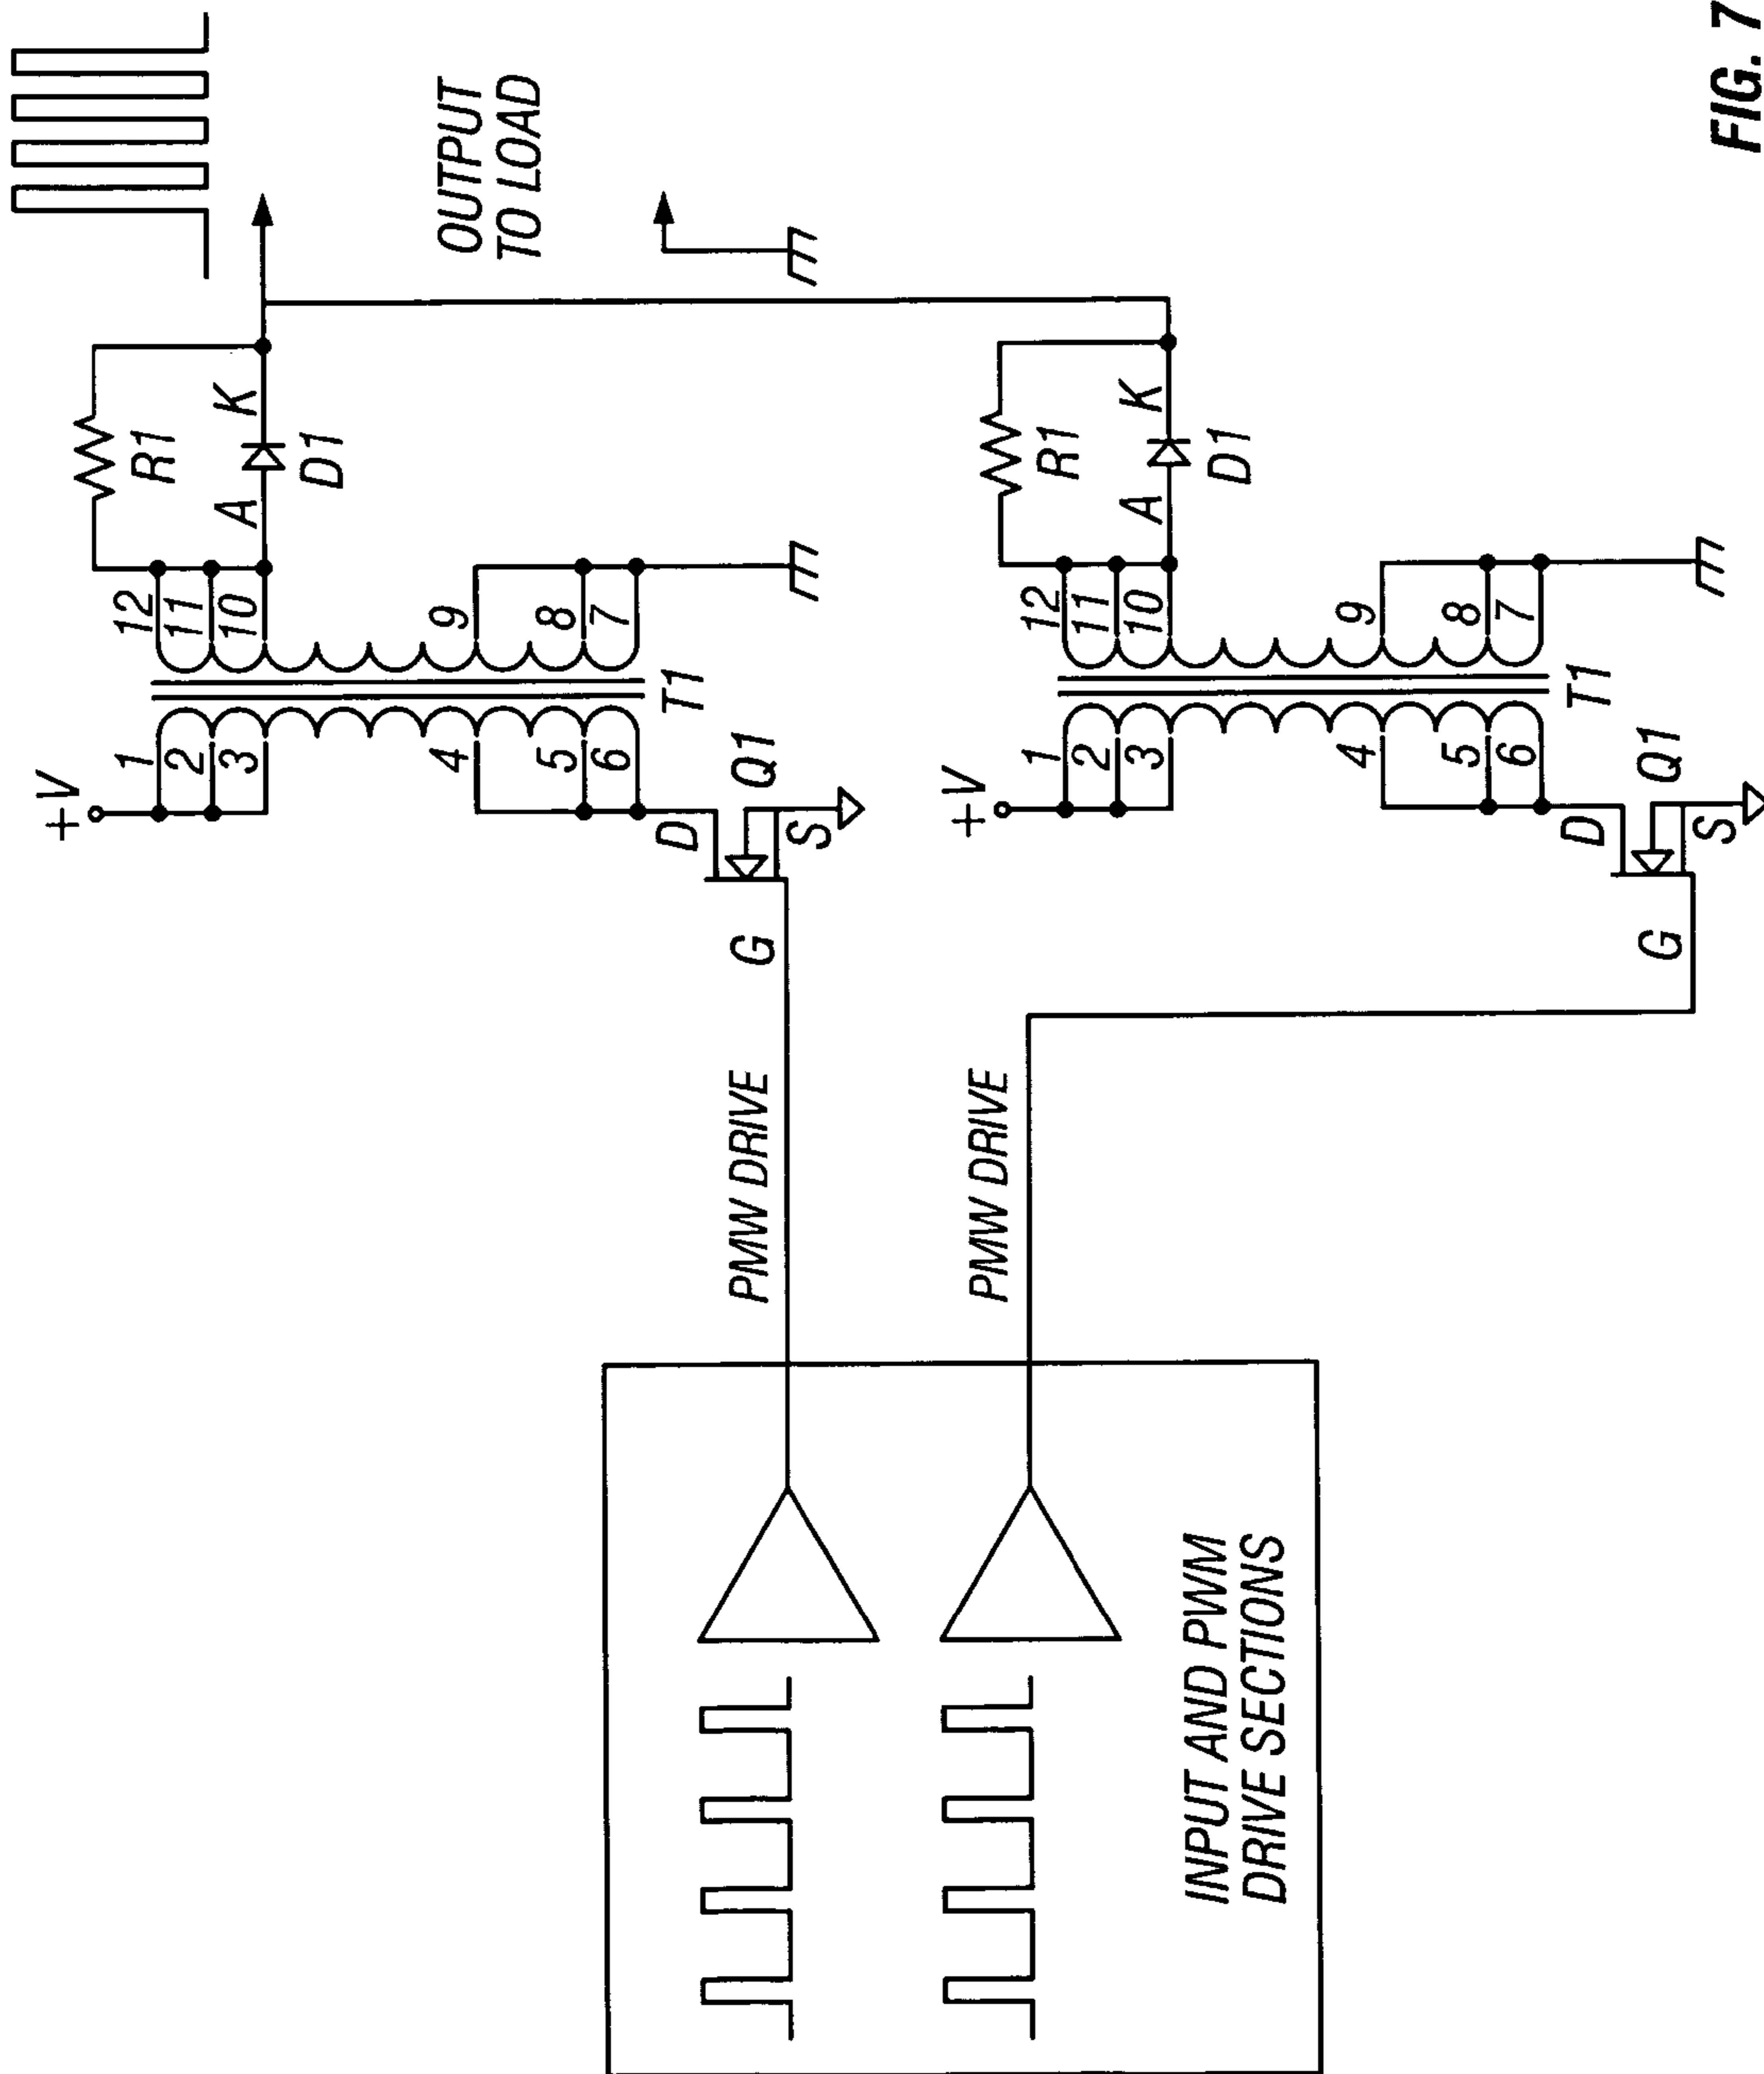 +V
1
2
3
4
5
6
12
11
10
9
8
7
T1
R1
A
K
D1
D
Q1
S
G
OUTPUT
TO LOAD
PMW DRIVE
PMW DRIVE
+V
1
2
3
4
5
6
12
11
10
9
8
7
T1
R1
A
K
D1
D
Q1
S
G
INPUT AND PWM
DRIVE SECTIONS
FIG. 7